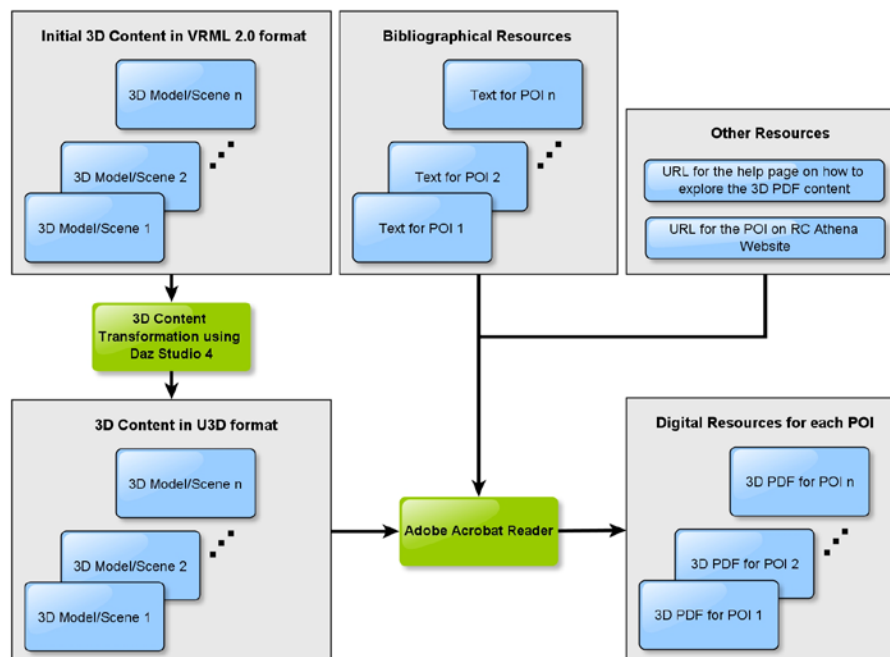 Initial 3D Content in VRML 2.0 format
3D Model/Scene n
3D Model/Scene 2
3D Model/Scene 1
Bibliographical Resources
Text for POI n
Text for POI 2
Text for POI 1
Other Resources
URL for the help page on how to
explore the 3D PDF content
URL for the POI on RC Athena
Website
3D Content
Transformation using
Daz Studio 4
3D Content in U3D format
3D Model/Scene n
3D Model/Scene 2
3D Model/Scene 1
Adobe Acrobat Reader
Digital Resources for each POI
3D PDF for POI n
3D PDF for POI 2
3D PDF for POI 1